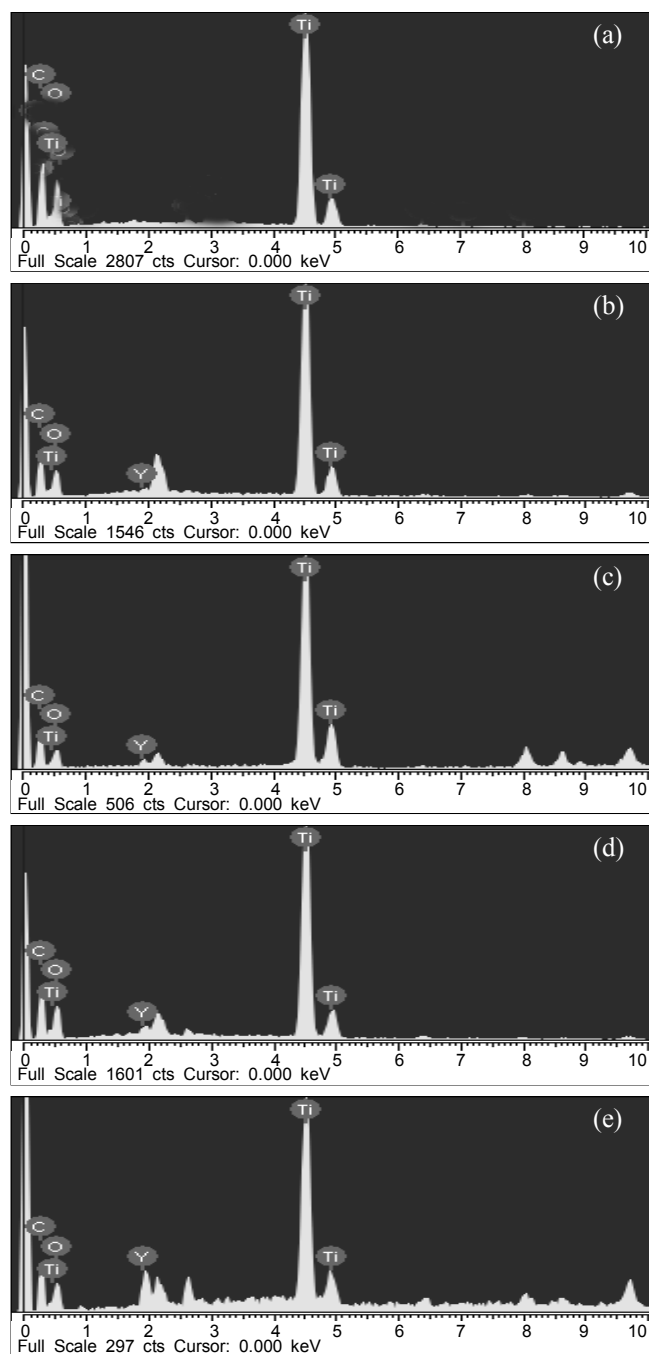 (a)
Ti
C
O
Ti
Ti
0 1 2 3 4 5 6 7 8 9 10
Full Scale 2807 cts Cursor: 0.000 keV
(b)
Ti
C
O
Ti
Y
Ti
0 1 2 3 4 5 6 7 8 9 10
Full Scale 1546 cts Cursor: 0.000 keV
(c)
Ti
C
O
Ti
Y
Ti
0 1 2 3 4 5 6 7 8 9 10
Full Scale 506 cts Cursor: 0.000 keV
(d)
Ti
C
O
Ti
Y
Ti
0 1 2 3 4 5 6 7 8 9 10
Full Scale 1601 cts Cursor: 0.000 keV
(e)
Ti
C
O
Ti
Y
Ti
0 1 2 3 4 5 6 7 8 9 10
Full Scale 297 cts Cursor: 0.000 keV